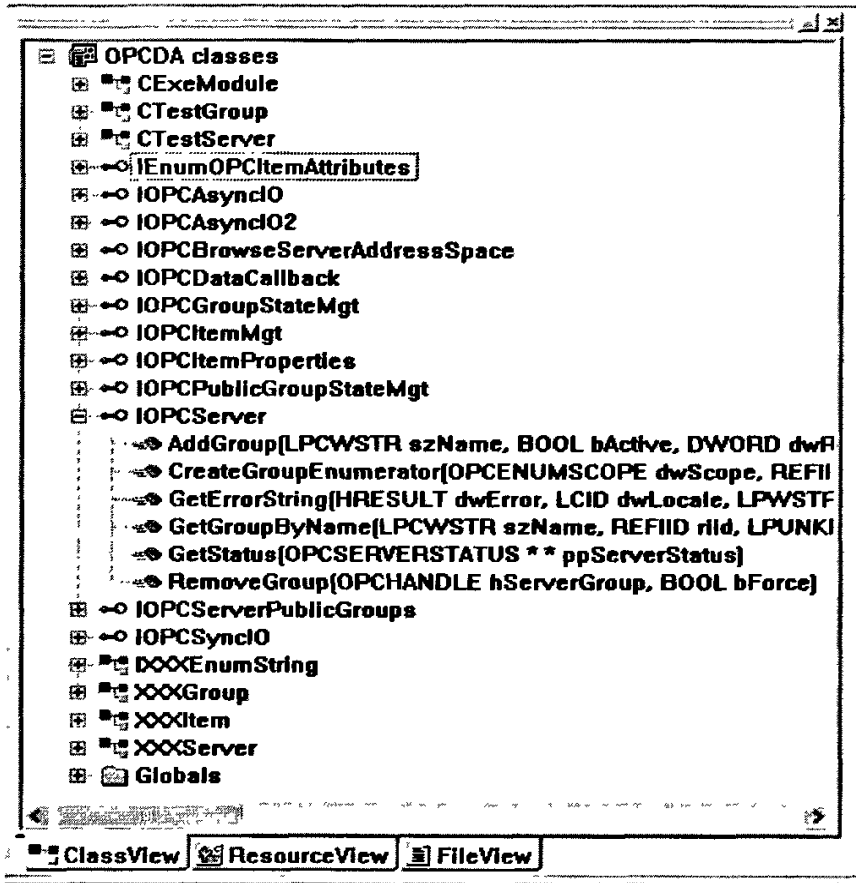 OPCDA classes
CExeModule
CTestGroup
CTestServer
IEnumOPCItemAttributes
IOPCAsyncIO
IOPCAsyncIO2
IOPCBrowseServerAddressSpace
IOPCDataCallback
IOPCGroupStateMgt
IOPCItemMgt
IOPCItemProperties
IOPCPublicGroupStateMgt
IOPCServer
AddGroup(LPCWSTR szName, BOOL bActive, DWORD dwR
CreateGroupEnumerator(OPCENUMSCOPE dwScope, REFII
GetErrorString(HRESULT dwError, LCID dwLocale, LPWSTF
GetGroupByName(LPCWSTR szName, REFIID riid, LPUNKI
GetStatus(OPCSERVERSTATUS * * ppServerStatus)
RemoveGroup(OPCHANDLE hServerGroup, BOOL bForce)
IOPCServerPublicGroups
IOPCSyncIO
IXXXEnumString
XXXGroup
XXXItem
XXXServer
Globals
ClassView ResourceView FileView